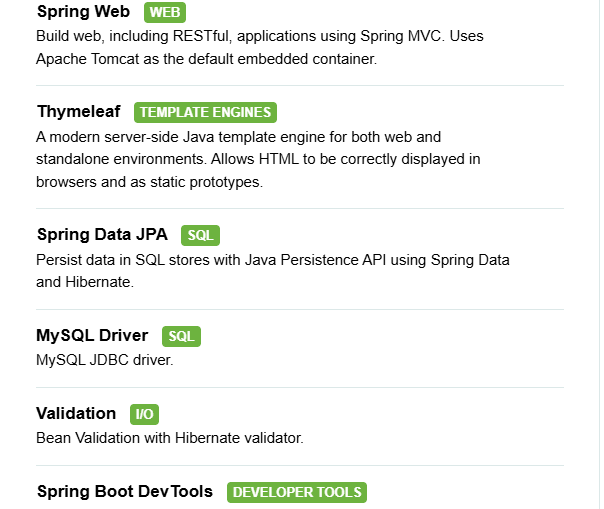 Spring Web WEB
Build web, including RESTful, applications using Spring MVC. Uses
Apache Tomcat as the default embedded container.
Thymeleaf TEMPLATE ENGINES
A modern server-side Java template engine for both web and
standalone environments. Allows HTML to be correctly displayed in
browsers and as static prototypes.
Spring Data JPA SQL
Persist data in SQL stores with Java Persistence API using Spring Data
and Hibernate.
MySQL Driver SQL
MySQL JDBC driver.
Validation I/O
Bean Validation with Hibernate validator.
Spring Boot DevTools DEVELOPER TOOLS